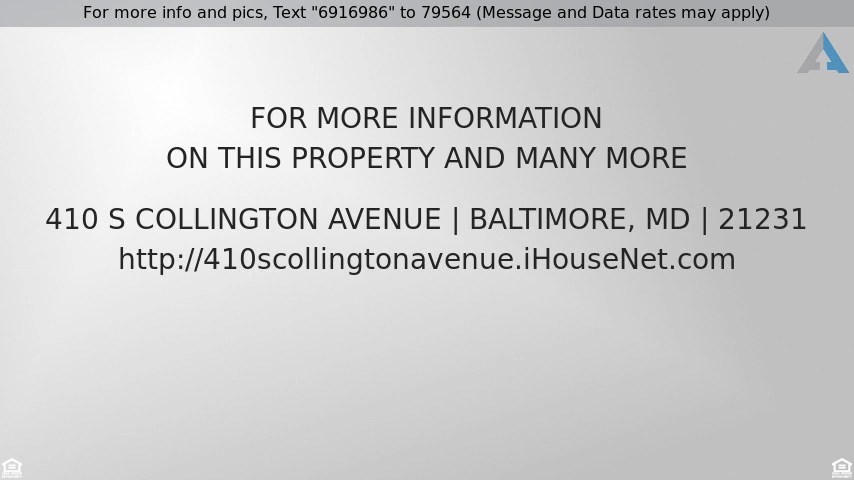 For more info and pics, Text "6916986" to 79564 (Message and Data rates may apply)
FOR MORE INFORMATION
ON THIS PROPERTY AND MANY MORE
410 S COLLINGTON AVENUE | BALTIMORE, MD | 21231
http://410scollingtonavenue.iHouseNet.com